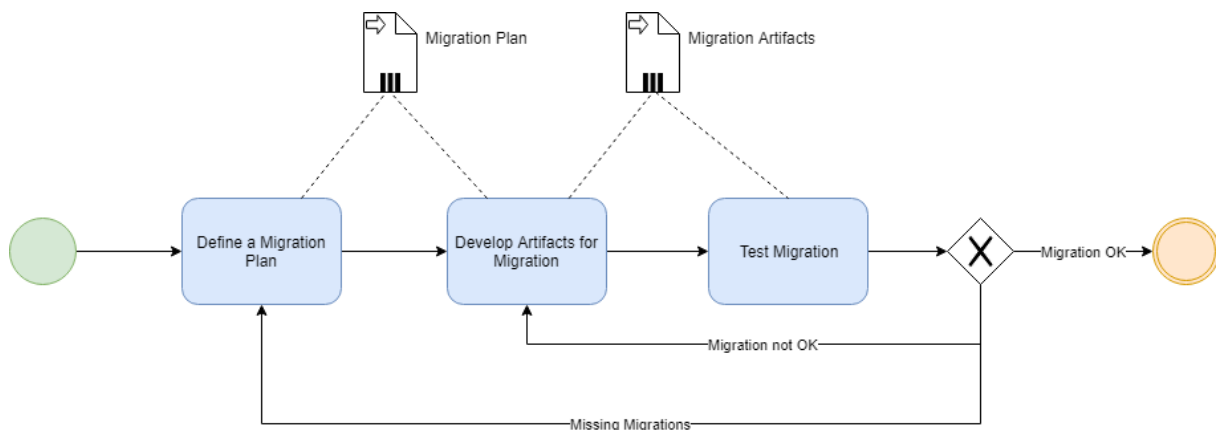 Migration Plan
Migration Artifacts
Define a Migration
Plan
Develop Artifacts for
Migration
Test Migration
Migration OK
Migration not OK
Missing Migrations